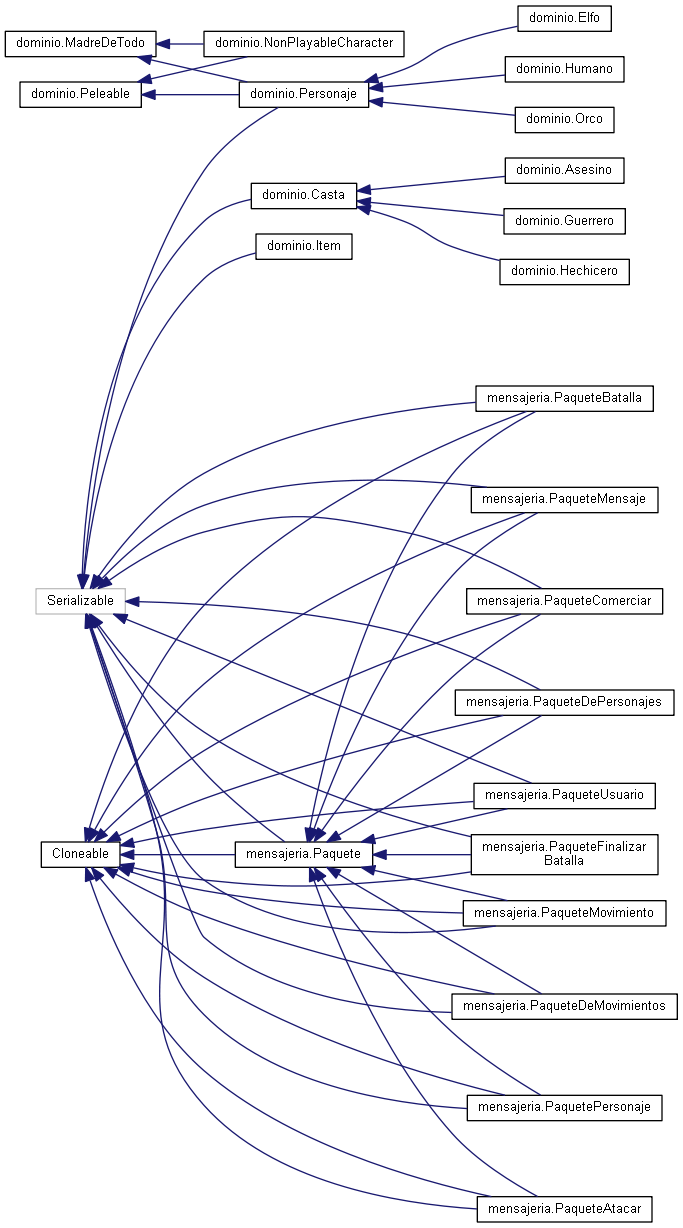 dominio.Elfo
dominio.MadreDeTodo
dominio.NonPlayableCharacter
dominio.Humano
dominio.Peleable
dominio.Personaje
dominio.Orco
dominio.Asesino
dominio.Casta
dominio.Guerrero
dominio.Item
dominio.Hechicero
mensajeria.PaqueteBatalla
mensajeria.PaqueteMensaje
Serializable
mensajeria.PaqueteComerciar
mensajeria.PaqueteDePersonajes
mensajeria.PaqueteUsuario
Cloneable
mensajeria.Paquete
mensajeria.PaqueteFinalizar
Batalla
mensajeria.PaqueteMovimiento
mensajeria.PaqueteDeMovimientos
mensajeria.PaquetePersonaje
mensajeria.PaqueteAtacar